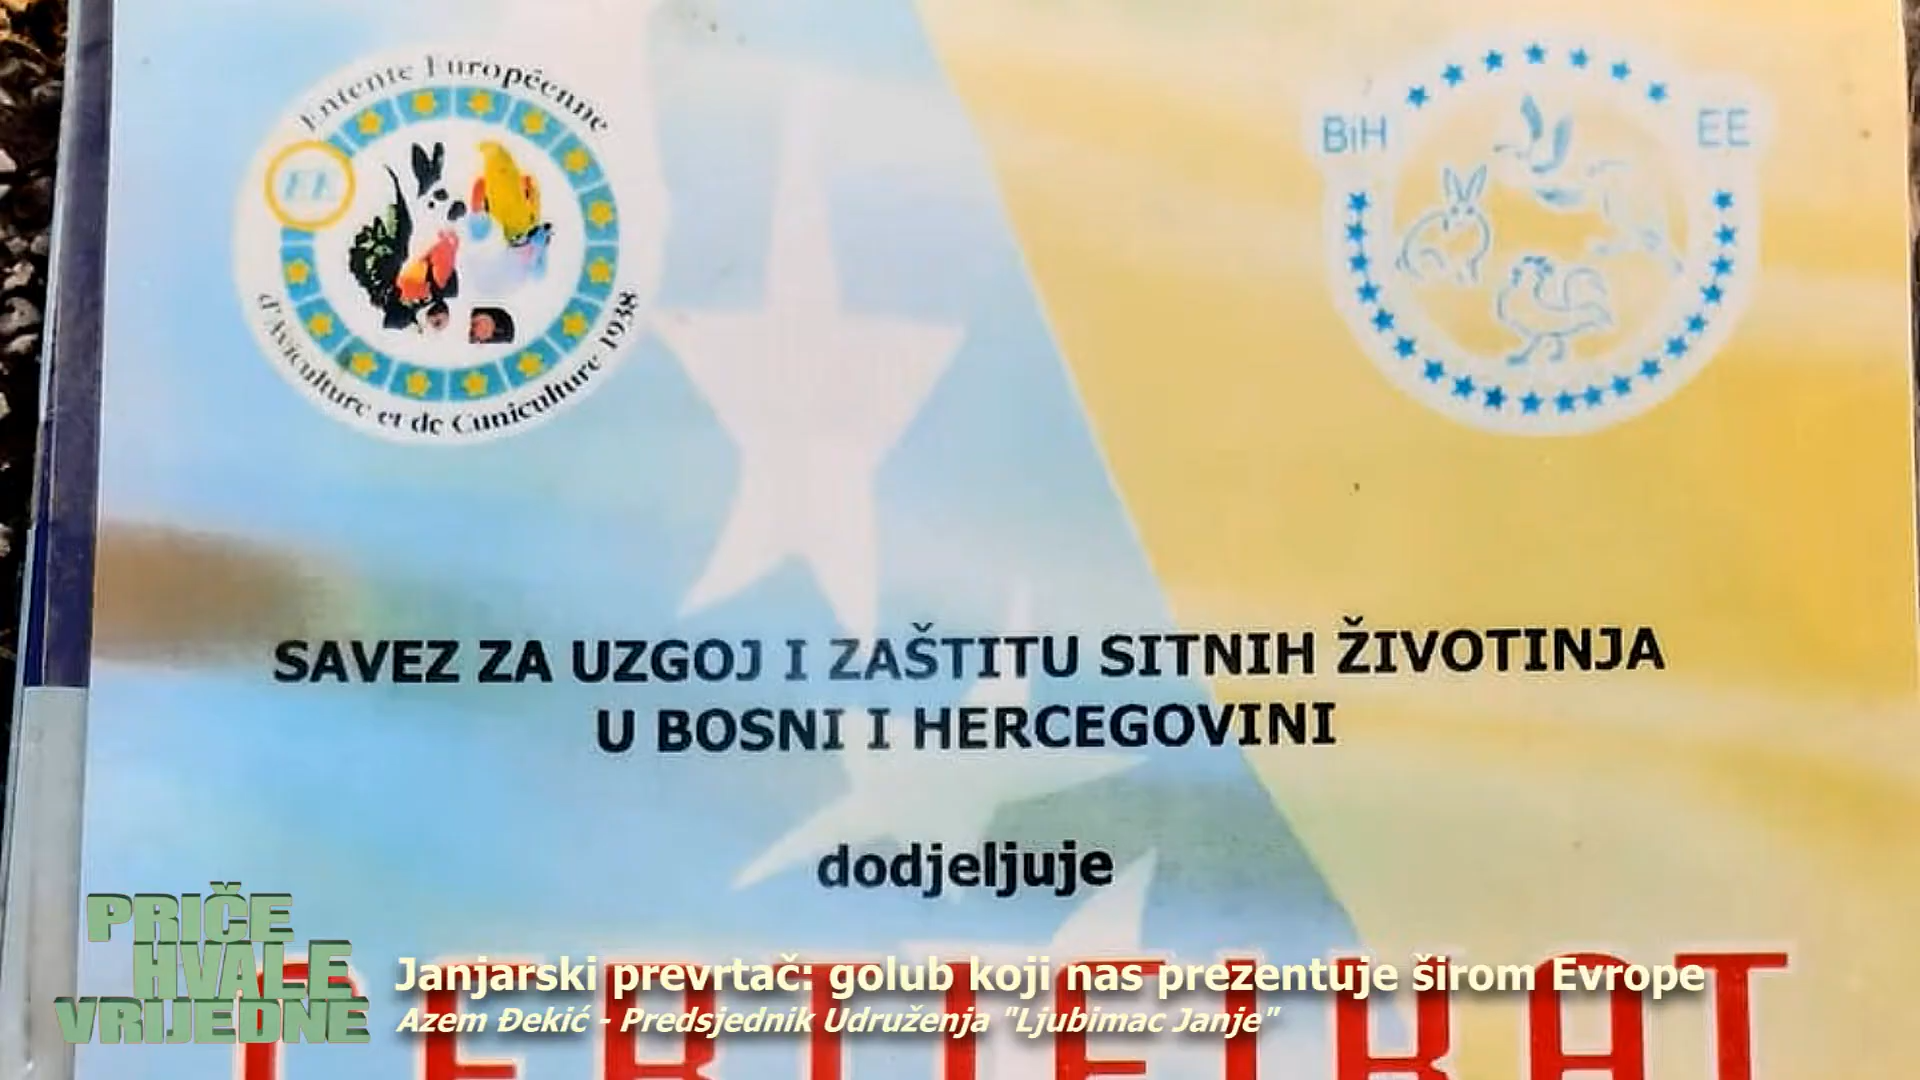 Entente Européenne
EE
d'Aviculture et de Cuniculture 1938
BiH
EE
SAVEZ ZA UZGOJ I ZAŠTITU SITNIH ŽIVOTINJA
U BOSNI I HERCEGOVINI
dodjeljuje
CERTIFIKAT
PRIČE
HVALE
VRIJEDNE
Janjarski prevrtač: golub koji nas prezentuje širom Evrope
Azem Đekić - Predsjednik Udruženja "Ljubimac Janje"